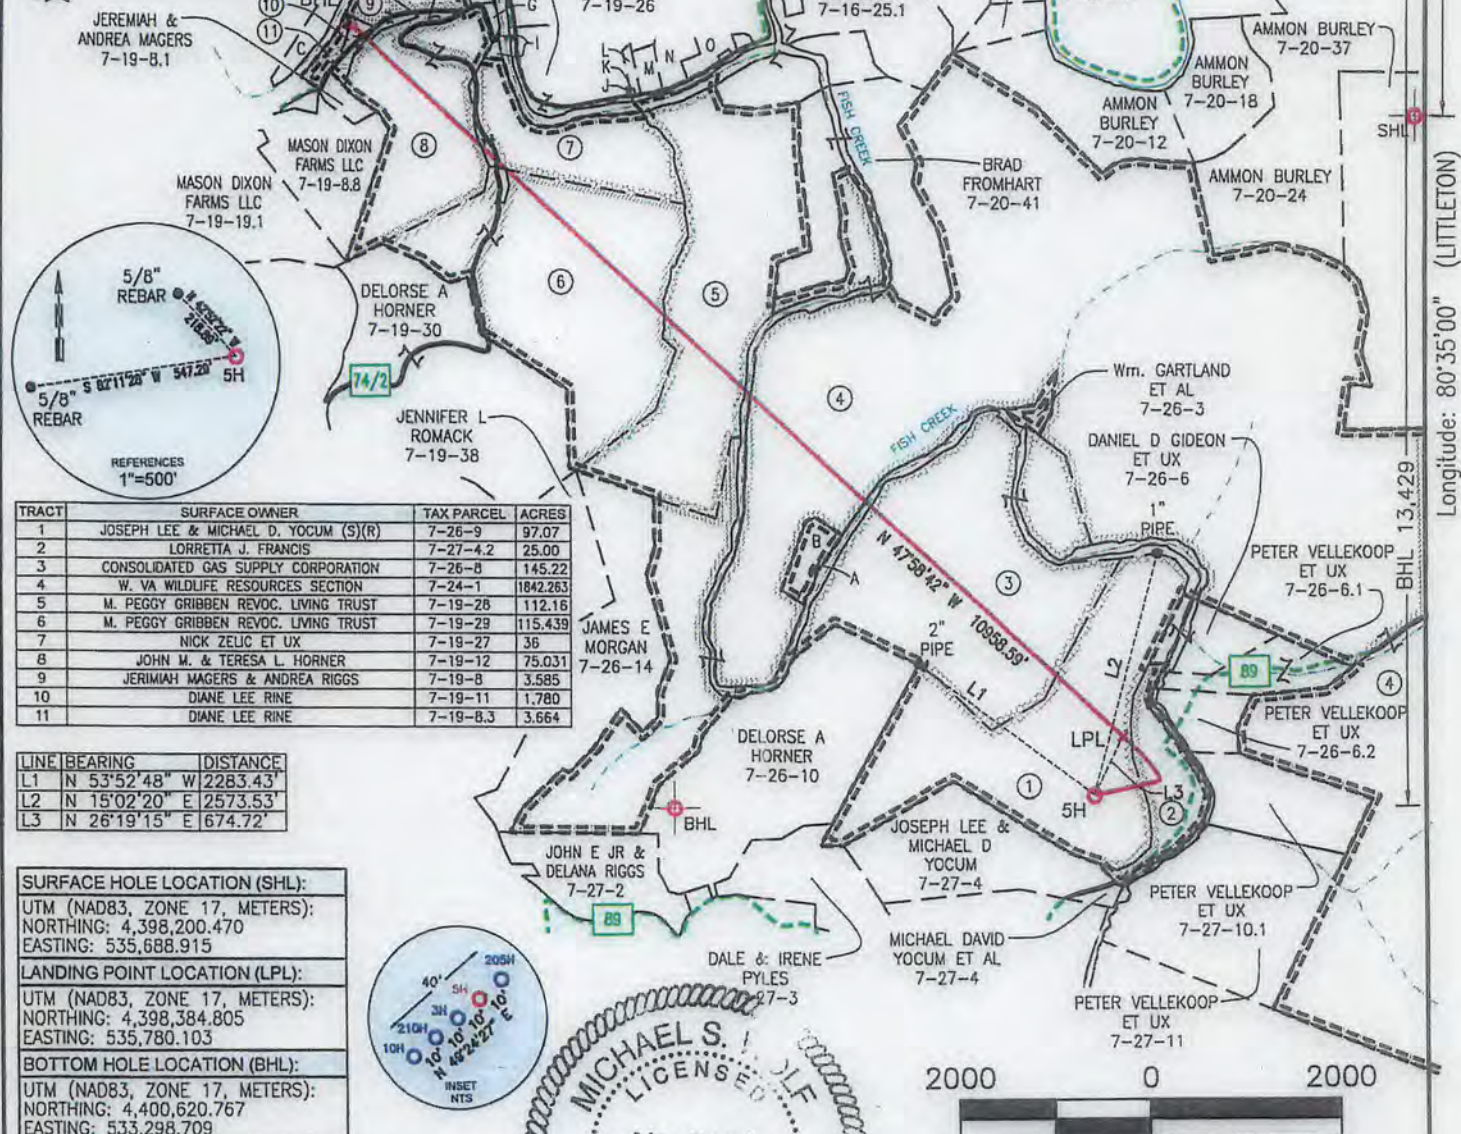 JEREMIAH &
ANDREA MAGERS
7-19-8.1
10
11
9
C
G
I
7-19-26
7-16-25.1
L
K
J
M
N
O
AMMON BURLEY
7-20-37
AMMON
BURLEY
7-20-18
AMMON
BURLEY
7-20-12
SHL
FISH CREEK
BRAD
FROMHART
7-20-41
AMMON BURLEY
7-20-24
MASON DIXON
FARMS LLC
7-19-8.8
MASON DIXON
FARMS LLC
7-19-19.1
8
7
6
5
4
Longitude: 80°35'00" (LITTLETON)
BHL 13,429
5/8"
REBAR
N 47°52'22" W
218.86'
5H
S 82°11'28" W 547.20'
5/8"
REBAR
REFERENCES
1"=500'
DELORSE A
HORNER
7-19-30
74/2
JENNIFER L
ROMACK
7-19-38
Wm. GARTLAND
ET AL
7-26-3
FISH CREEK
DANIEL D GIDEON
ET UX
7-26-6
1"
PIPE
PETER VELLEKOOP
ET UX
7-26-6.1
TRACT SURFACE OWNER TAX PARCEL ACRES
1 JOSEPH LEE & MICHAEL D. YOCUM (S)(R) 7-26-9 97.07
2 LORRETTA J. FRANCIS 7-27-4.2 25.00
3 CONSOLIDATED GAS SUPPLY CORPORATION 7-26-8 145.22
4 W. VA WILDLIFE RESOURCES SECTION 7-24-1 1842.263
5 M. PEGGY GRIBBEN REVOC. LIVING TRUST 7-19-28 112.16
6 M. PEGGY GRIBBEN REVOC. LIVING TRUST 7-19-29 115.439
7 NICK ZELIC ET UX 7-19-27 36
8 JOHN M. & TERESA L. HORNER 7-19-12 75.031
9 JERIMIAH MAGERS & ANDREA RIGGS 7-19-8 3.585
10 DIANE LEE RINE 7-19-11 1.780
11 DIANE LEE RINE 7-19-8.3 3.664
B
A
N 47°58'42" W 10958.59'
3
2"
PIPE
L1
L2
JAMES E
MORGAN
7-26-14
89
4
PETER VELLEKOOP
ET UX
7-26-6.2
LINE BEARING DISTANCE
L1 N 53°52'48" W 2283.43'
L2 N 15°02'20" E 2573.53'
L3 N 26°19'15" E 674.72'
DELORSE A
HORNER
7-26-10
LPL
1
5H
L3
2
BHL
JOHN E JR &
DELANA RIGGS
7-27-2
89
JOSEPH LEE &
MICHAEL D
YOCUM
7-27-4
PETER VELLEKOOP
ET UX
7-27-10.1
MICHAEL DAVID
YOCUM ET AL
7-27-4
DALE & IRENE
PYLES
27-3
PETER VELLEKOOP
ET UX
7-27-11
SURFACE HOLE LOCATION (SHL):
UTM (NAD83, ZONE 17, METERS):
NORTHING: 4,398,200.470
EASTING: 535,688.915
LANDING POINT LOCATION (LPL):
UTM (NAD83, ZONE 17, METERS):
NORTHING: 4,398,384.805
EASTING: 535,780.103
BOTTOM HOLE LOCATION (BHL):
UTM (NAD83, ZONE 17, METERS):
NORTHING: 4,400,620.767
EASTING: 533,298.709
40'
205H
5H
3H
210H
10H
10' 10' 10' 10'
N 49°24'27" E
INSET
NTS
MICHAEL S.
LICENSED
2000 0 2000